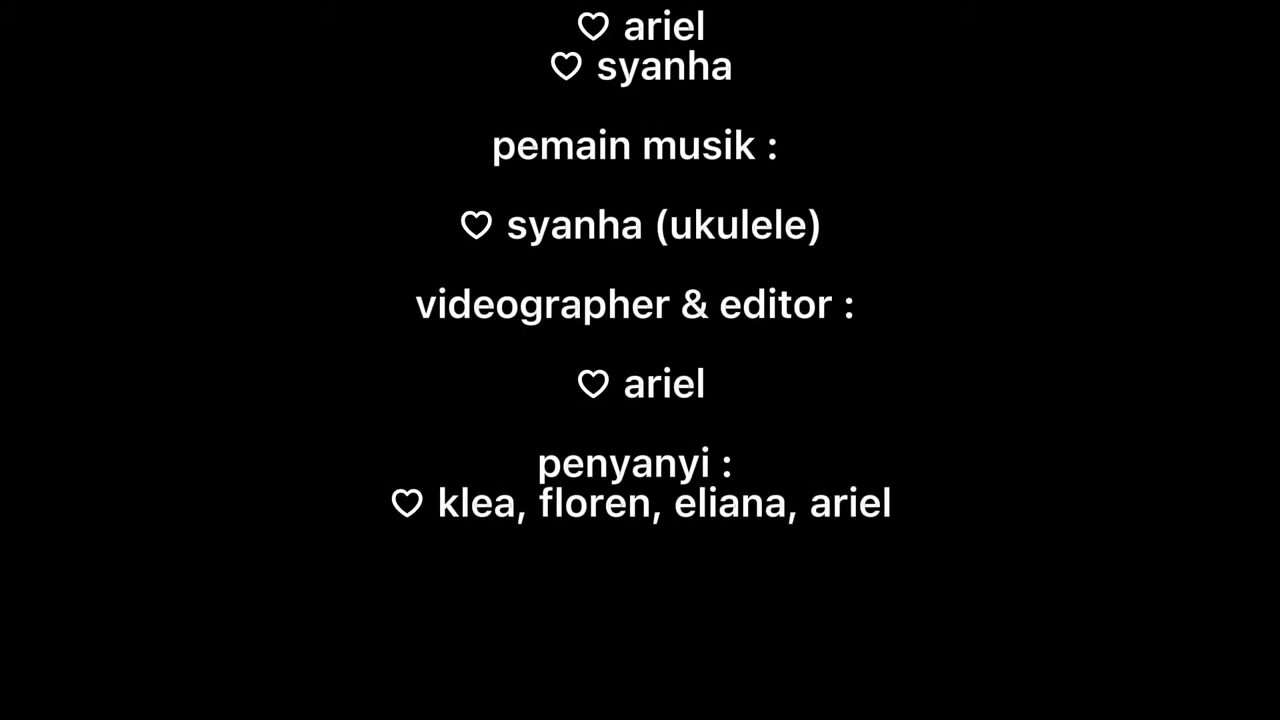 ♡ ariel
♡ syanha
pemain musik :
♡ syanha (ukulele)
videographer & editor :
♡ ariel
penyanyi :
♡ klea, floren, eliana, ariel